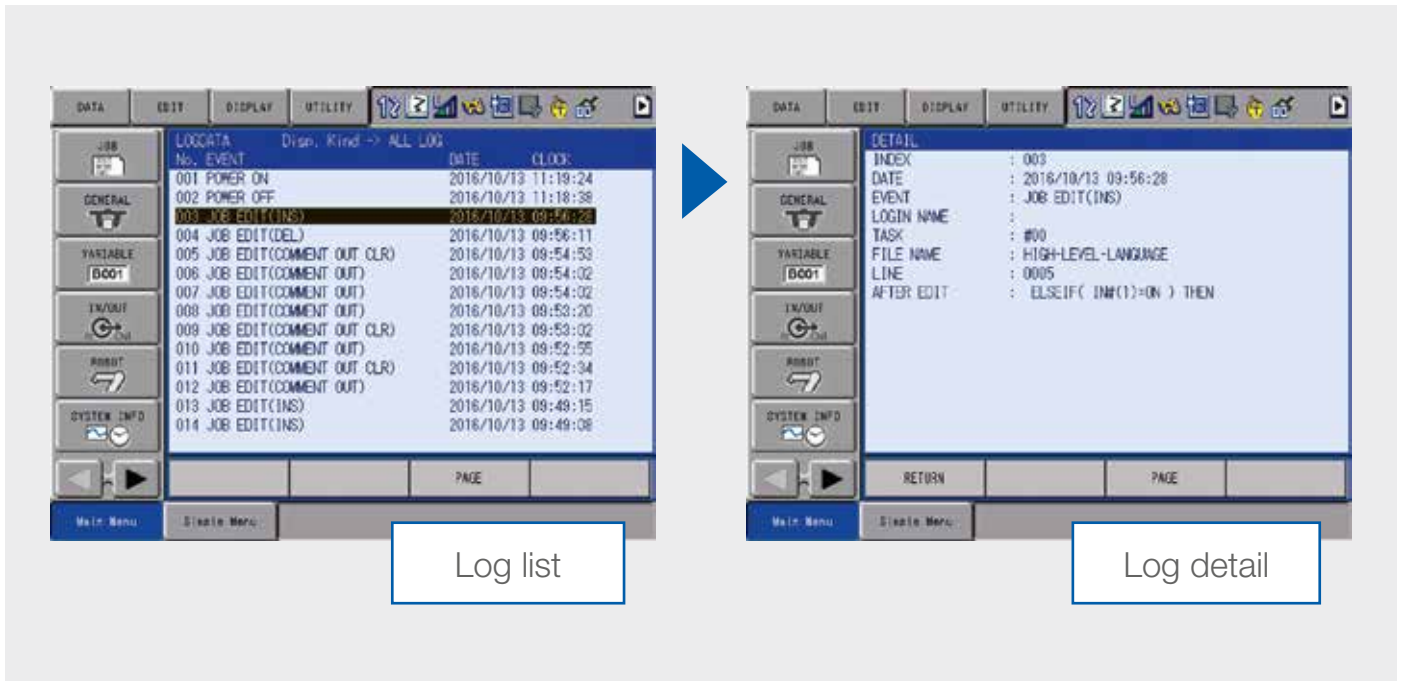 DATA EDIT DISPLAY UTILITY
JOB
GENERAL
VARIABLE
B001
IN/OUT
In Out
ROBOT
SYSTEM INFO
LOGDATA Disp. Kind -> ALL LOG
No. EVENT DATE CLOCK
001 POWER ON 2016/10/13 11:19:24
002 POWER OFF 2016/10/13 11:18:38
003 JOB EDIT(INS) 2016/10/13 09:56:28
004 JOB EDIT(DEL) 2016/10/13 09:56:11
005 JOB EDIT(COMMENT OUT CLR) 2016/10/13 09:54:53
006 JOB EDIT(COMMENT OUT) 2016/10/13 09:54:02
007 JOB EDIT(COMMENT OUT) 2016/10/13 09:54:02
008 JOB EDIT(COMMENT OUT) 2016/10/13 09:53:20
009 JOB EDIT(COMMENT OUT CLR) 2016/10/13 09:53:02
010 JOB EDIT(COMMENT OUT) 2016/10/13 09:52:55
011 JOB EDIT(COMMENT OUT CLR) 2016/10/13 09:52:34
012 JOB EDIT(COMMENT OUT) 2016/10/13 09:52:17
013 JOB EDIT(INS) 2016/10/13 09:49:15
014 JOB EDIT(INS) 2016/10/13 09:49:08
PAGE
Main Menu Simple Menu
Log list
DATA EDIT DISPLAY UTILITY
JOB
GENERAL
VARIABLE
B001
IN/OUT
In Out
ROBOT
SYSTEM INFO
DETAIL
INDEX : 003
DATE : 2016/10/13 09:56:28
EVENT : JOB EDIT(INS)
LOGIN NAME :
TASK : #00
FILE NAME : HIGH-LEVEL-LANGUAGE
LINE : 0005
AFTER EDIT : ELSEIF( IN#(1)=ON ) THEN
RETURN PAGE
Main Menu Simple Menu
Log detail